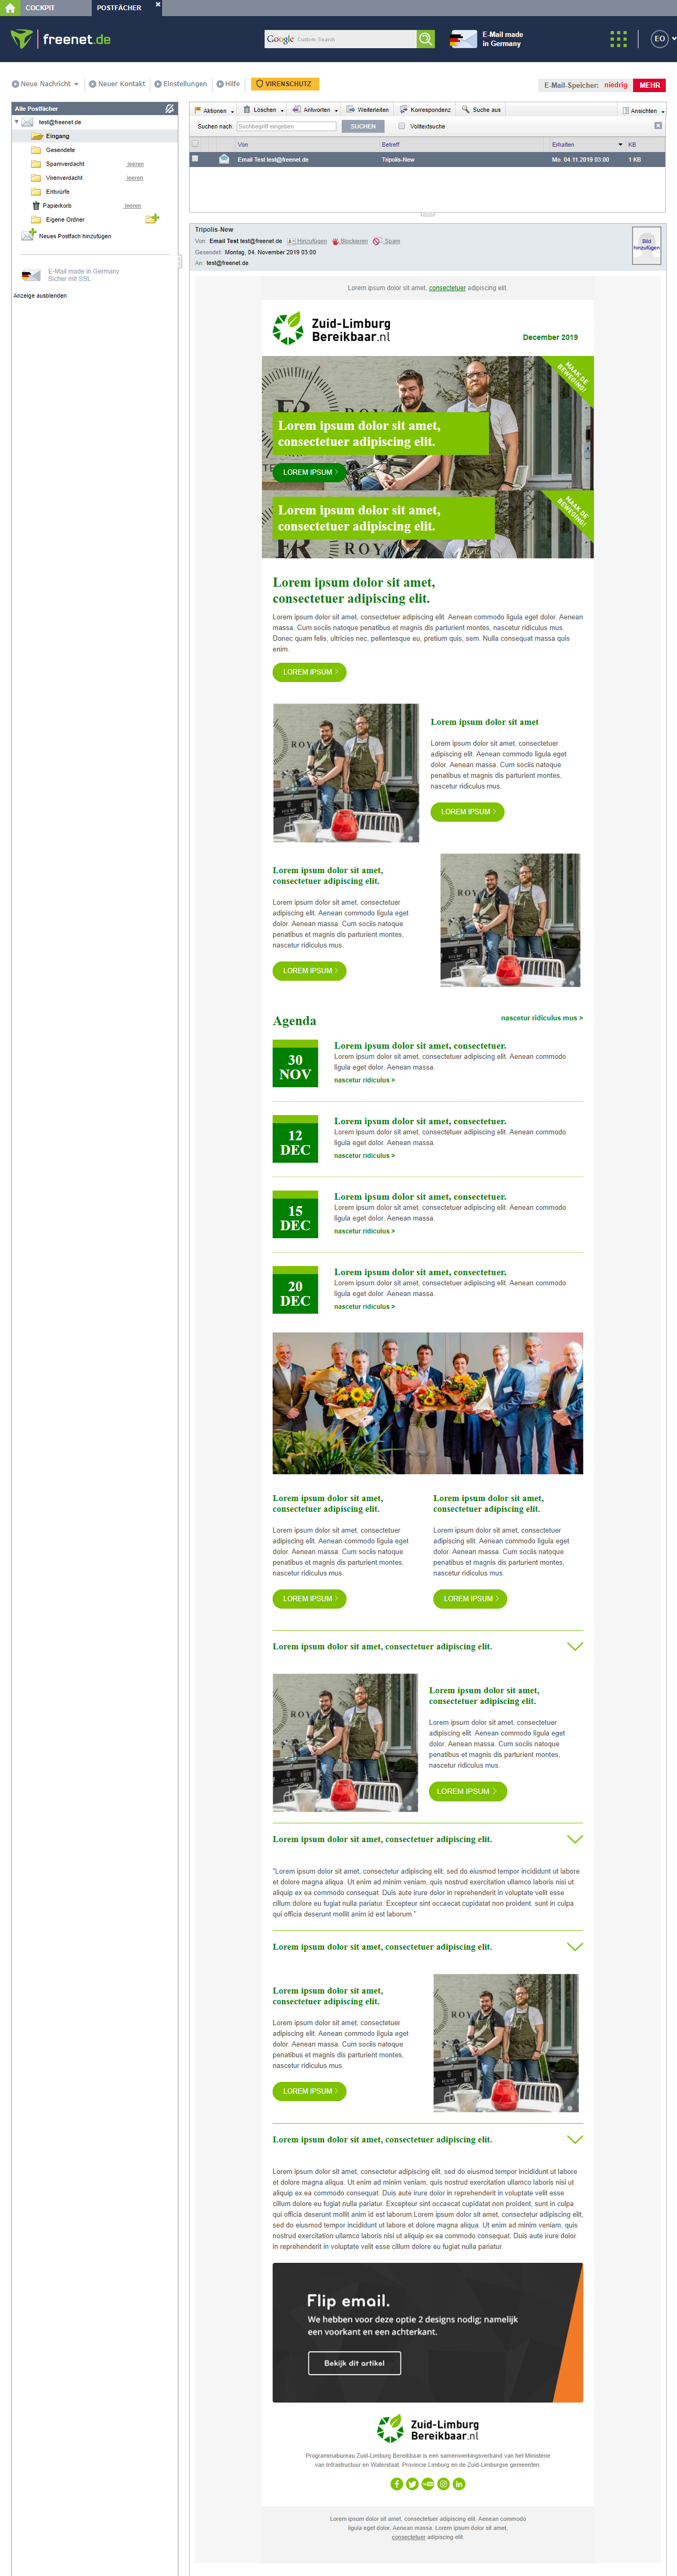 COCKPIT
POSTFÄCHER
freenet.de
Google Custom Search
E-Mail made
in Germany
EO
Neue Nachricht
Neuer Kontakt
Einstellungen
Hilfe
VIRENSCHUTZ
E-Mail-Speicher: niedrig
MEHR
Alle Postfächer
test@freenet.de
Eingang
Gesendete
Spamverdacht leeren
Virenverdacht leeren
Entwürfe
Papierkorb leeren
Eigene Ordner
Neues Postfach hinzufügen
E-Mail made in Germany
Sicher mit SSL
Anzeige ausblenden
Aktionen
Löschen
Antworten
Weiterleiten
Korrespondenz
Suche aus
Ansichten
Suchen nach: Suchbegriff eingeben
SUCHEN
Volltextsuche
Von Betreff Erhalten KB
Email Test test@freenet.de Tripolis-New Mo. 04.11.2019 03:00 1 KB
Tripolis-New
Von: Email Test test@freenet.de Hinzufügen Blockieren Spam
Gesendet: Montag, 04. November 2019 03:00
An: test@freenet.de
Bild
hinzufügen
Lorem ipsum dolor sit amet, consectetuer adipiscing elit.
Zuid-Limburg
Bereikbaar.nl
December 2019
MAAK DE
BEWEGING!
Lorem ipsum dolor sit amet,
consectetuer adipiscing elit.
LOREM IPSUM >
MAAK DE
BEWEGING!
Lorem ipsum dolor sit amet,
consectetuer adipiscing elit.
Lorem ipsum dolor sit amet,
consectetuer adipiscing elit.
Lorem ipsum dolor sit amet, consectetuer adipiscing elit. Aenean commodo ligula eget dolor. Aenean
massa. Cum sociis natoque penatibus et magnis dis parturient montes, nascetur ridiculus mus.
Donec quam felis, ultricies nec, pellentesque eu, pretium quis, sem. Nulla consequat massa quis
enim.
LOREM IPSUM >
Lorem ipsum dolor sit amet
Lorem ipsum dolor sit amet, consectetuer
adipiscing elit. Aenean commodo ligula eget
dolor. Aenean massa. Cum sociis natoque
penatibus et magnis dis parturient montes,
nascetur ridiculus mus.
LOREM IPSUM >
Lorem ipsum dolor sit amet,
consectetuer adipiscing elit.
Lorem ipsum dolor sit amet, consectetuer
adipiscing elit. Aenean commodo ligula eget
dolor. Aenean massa. Cum sociis natoque
penatibus et magnis dis parturient montes,
nascetur ridiculus mus.
LOREM IPSUM >
Agenda
nascetur ridiculus mus >
30
NOV
Lorem ipsum dolor sit amet, consectetuer.
Lorem ipsum dolor sit amet, consectetuer adipiscing elit. Aenean commodo
ligula eget dolor. Aenean massa.
nascetur ridiculus >
12
DEC
Lorem ipsum dolor sit amet, consectetuer.
Lorem ipsum dolor sit amet, consectetuer adipiscing elit. Aenean commodo
ligula eget dolor. Aenean massa.
nascetur ridiculus >
15
DEC
Lorem ipsum dolor sit amet, consectetuer.
Lorem ipsum dolor sit amet, consectetuer adipiscing elit. Aenean commodo
ligula eget dolor. Aenean massa.
nascetur ridiculus >
20
DEC
Lorem ipsum dolor sit amet, consectetuer.
Lorem ipsum dolor sit amet, consectetuer adipiscing elit. Aenean commodo
ligula eget dolor. Aenean massa.
nascetur ridiculus >
Lorem ipsum dolor sit amet,
consectetuer adipiscing elit.
Lorem ipsum dolor sit amet, consectetuer
adipiscing elit. Aenean commodo ligula eget
dolor. Aenean massa. Cum sociis natoque
penatibus et magnis dis parturient montes,
nascetur ridiculus mus.
LOREM IPSUM >
Lorem ipsum dolor sit amet,
consectetuer adipiscing elit.
Lorem ipsum dolor sit amet, consectetuer
adipiscing elit. Aenean commodo ligula eget
dolor. Aenean massa. Cum sociis natoque
penatibus et magnis dis parturient montes,
nascetur ridiculus mus.
LOREM IPSUM >
Lorem ipsum dolor sit amet, consectetuer adipiscing elit.
Lorem ipsum dolor sit amet,
consectetuer adipiscing elit.
Lorem ipsum dolor sit amet, consectetuer
adipiscing elit. Aenean commodo ligula eget
dolor. Aenean massa. Cum sociis natoque
penatibus et magnis dis parturient montes,
nascetur ridiculus mus.
LOREM IPSUM >
Lorem ipsum dolor sit amet, consectetuer adipiscing elit.
"Lorem ipsum dolor sit amet, consectetur adipiscing elit, sed do eiusmod tempor incididunt ut labore
et dolore magna aliqua. Ut enim ad minim veniam, quis nostrud exercitation ullamco laboris nisi ut
aliquip ex ea commodo consequat. Duis aute irure dolor in reprehenderit in voluptate velit esse
cillum dolore eu fugiat nulla pariatur. Excepteur sint occaecat cupidatat non proident, sunt in culpa
qui officia deserunt mollit anim id est laborum."
Lorem ipsum dolor sit amet, consectetuer adipiscing elit.
Lorem ipsum dolor sit amet,
consectetuer adipiscing elit.
Lorem ipsum dolor sit amet, consectetuer
adipiscing elit. Aenean commodo ligula eget
dolor. Aenean massa. Cum sociis natoque
penatibus et magnis dis parturient montes,
nascetur ridiculus mus.
LOREM IPSUM >
Lorem ipsum dolor sit amet, consectetuer adipiscing elit.
Lorem ipsum dolor sit amet, consectetur adipiscing elit, sed do eiusmod tempor incididunt ut labore
et dolore magna aliqua. Ut enim ad minim veniam, quis nostrud exercitation ullamco laboris nisi ut
aliquip ex ea commodo consequat. Duis aute irure dolor in reprehenderit in voluptate velit esse
cillum dolore eu fugiat nulla pariatur. Excepteur sint occaecat cupidatat non proident, sunt in culpa
qui officia deserunt mollit anim id est laborum.Lorem ipsum dolor sit amet, consectetur adipiscing elit,
sed do eiusmod tempor incididunt ut labore et dolore magna aliqua. Ut enim ad minim veniam, quis
nostrud exercitation ullamco laboris nisi ut aliquip ex ea commodo consequat. Duis aute irure dolor
in reprehenderit in voluptate velit esse cillum dolore eu fugiat nulla pariatur.
Flip email.
We hebben voor deze optie 2 designs nodig; namelijk
een voorkant en een achterkant.
Bekijk dit artikel
Zuid-Limburg
Bereikbaar.nl
Programmabureau Zuid-Limburg Bereikbaar is een samenwerkingsverband van het Ministerie
van Infrastructuur en Waterstaat, Provincie Limburg en de Zuid-Limburgse gemeenten.
Lorem ipsum dolor sit amet, consectetuer adipiscing elit. Aenean commodo
ligula eget dolor. Aenean massa. Lorem ipsum dolor sit amet,
consectetuer adipiscing elit.